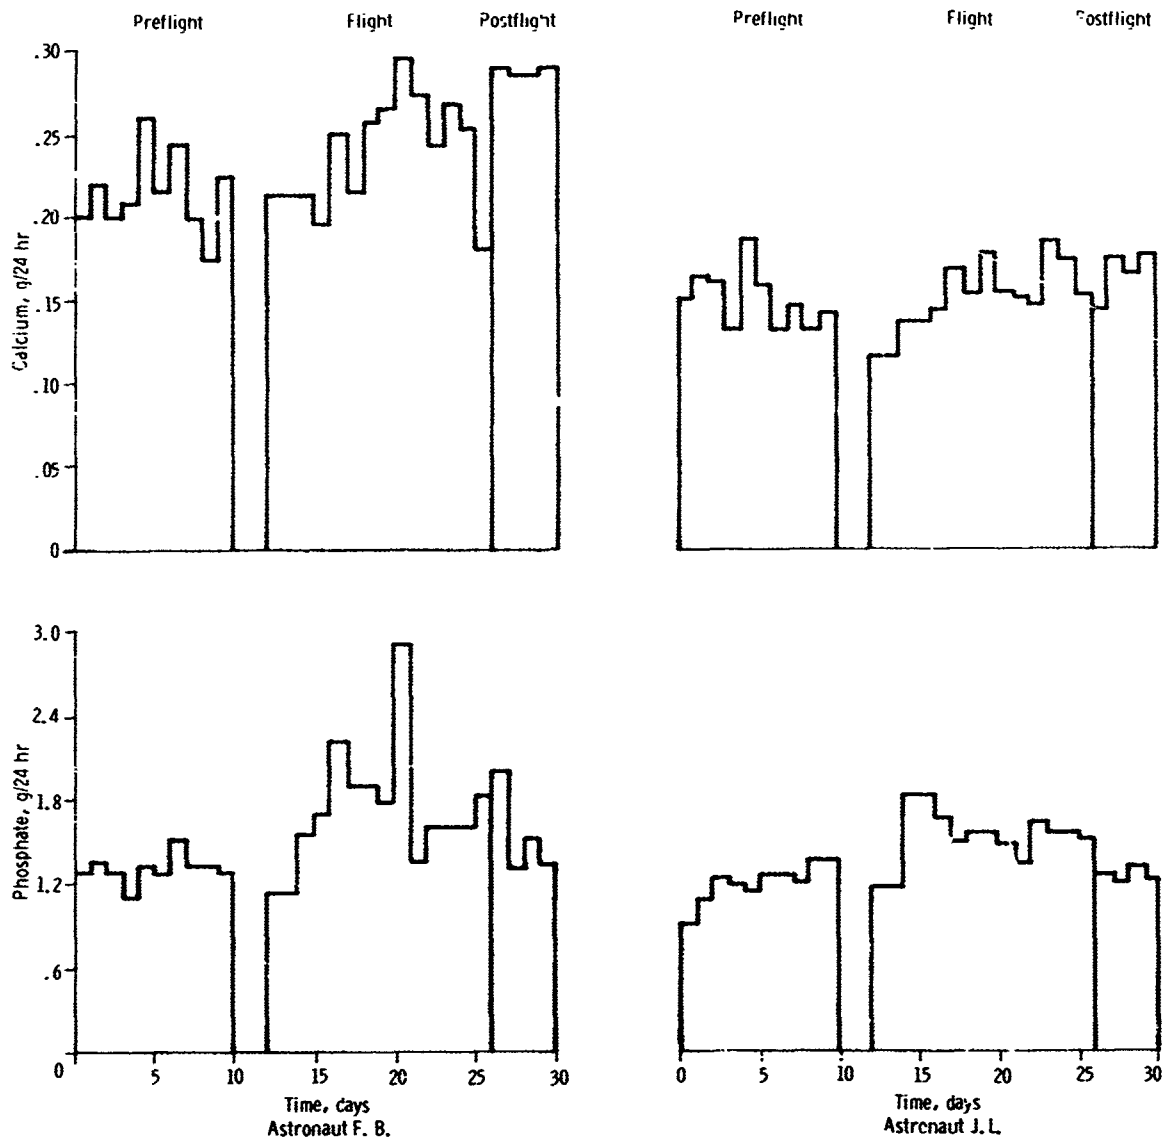 Preflight Flight Postflight
Preflight Flight Postflight
.30
.25
.20
.15
.10
.05
0
Calcium, g/24 hr
3.0
2.4
1.8
1.2
.6
0
Phosphate, g/24 hr
5 10 15 20 25 30
Time, days
Astronaut F. B.
0 5 10 15 20 25 30
Time, days
Astronaut J. L.